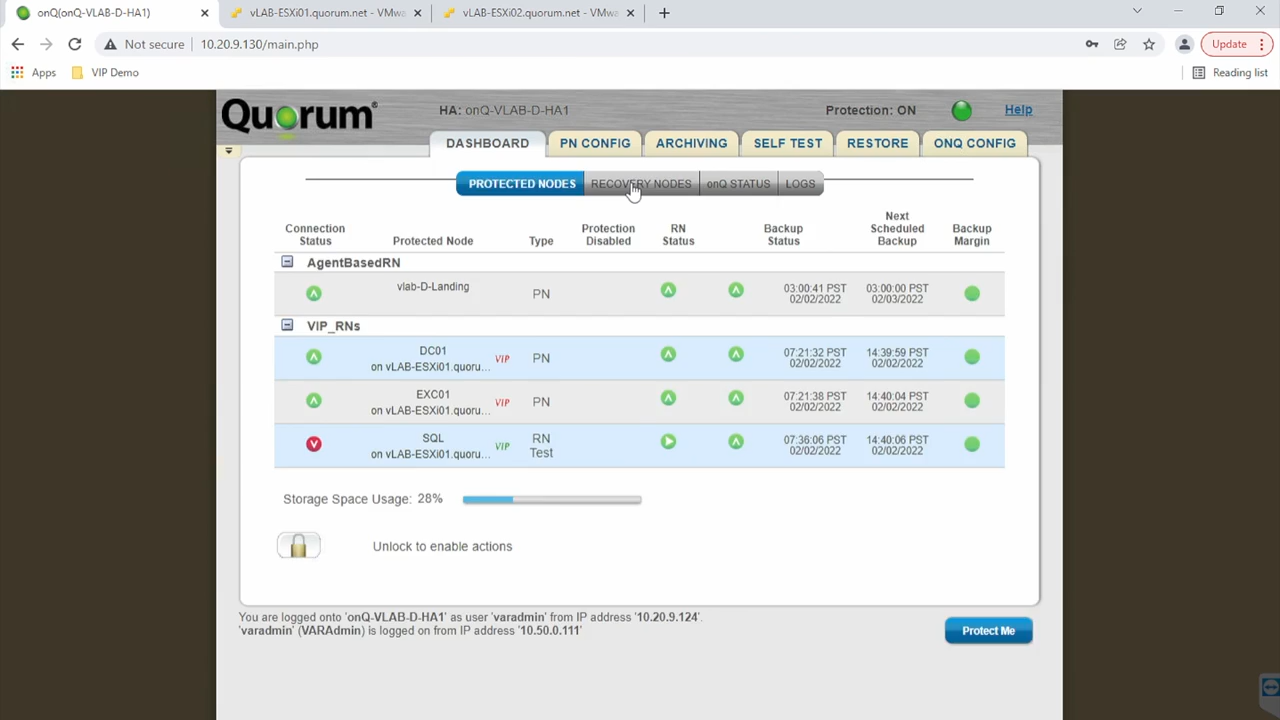 onQ(onQ-VLAB-D-HA1)
vLAB-ESXi01.quorum.net - VMwa
vLAB-ESXi02.quorum.net - VMwa
Not secure
10.20.9.130/main.php
Update
Apps
VIP Demo
Reading list
Quorum®
HA: onQ-VLAB-D-HA1
Protection: ON
Help
DASHBOARD
PN CONFIG
ARCHIVING
SELF TEST
RESTORE
ONQ CONFIG
PROTECTED NODES
RECOVERY NODES
onQ STATUS
LOGS
Connection Status
Protected Node
Type
Protection Disabled
RN Status
Backup Status
Next Scheduled Backup
Backup Margin
AgentBasedRN
vlab-D-Landing
PN
03:00:41 PST
02/02/2022
03:00:00 PST
02/03/2022
VIP_RNs
DC01
on vLAB-ESXi01.quoru...
VIP
PN
07:21:32 PST
02/02/2022
14:39:59 PST
02/02/2022
EXC01
on vLAB-ESXi01.quoru...
VIP
PN
07:21:38 PST
02/02/2022
14:40:04 PST
02/02/2022
SQL
on vLAB-ESXi01.quoru...
VIP
RN
Test
07:36:06 PST
02/02/2022
14:40:06 PST
02/02/2022
Storage Space Usage: 28%
Unlock to enable actions
You are logged onto 'onQ-VLAB-D-HA1' as user 'varadmin' from IP address '10.20.9.124'.
'varadmin' (VARAdmin) is logged on from IP address '10.50.0.111'
Protect Me